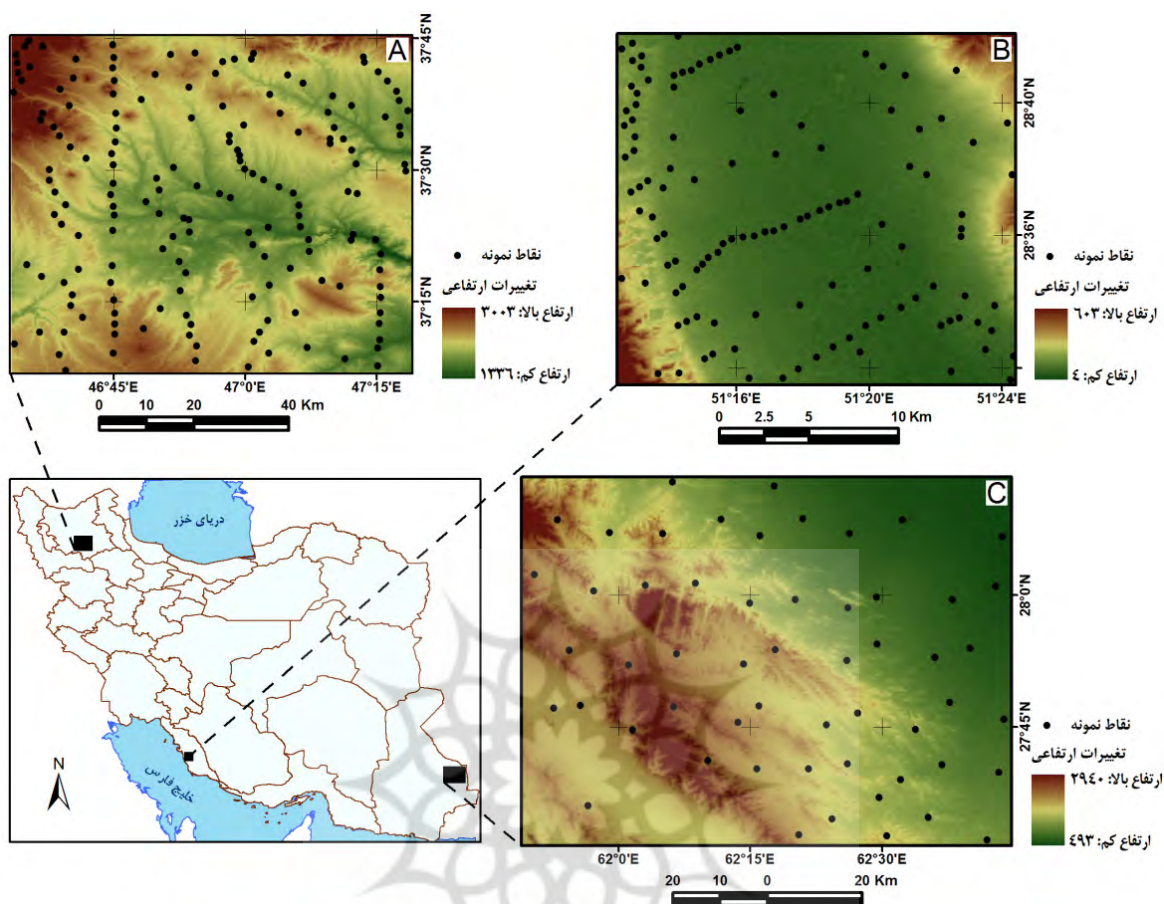 A
37°45'N
37°30'N
37°15'N
46°45'E 47°0'E 47°15'E
0 10 20 40 Km
نقاط نمونه
تغییرات ارتفاعی
ارتفاع بالا: ۳۰۰۳
ارتفاع کم: ۱۳۳۶
B
28°40'N
28°36'N
51°16'E 51°20'E 51°24'E
0 2.5 5 10 Km
نقاط نمونه
تغییرات ارتفاعی
ارتفاع بالا: ٦٠٣
ارتفاع کم: ٤
دریای خزر
خلیج فارس
N
C
28°0'N
27°45'N
62°0'E 62°15'E 62°30'E
20 10 0 20 Km
نقاط نمونه
تغییرات ارتفاعی
ارتفاع بالا: ٢٩٤٠
ارتفاع کم: ٤٩٣